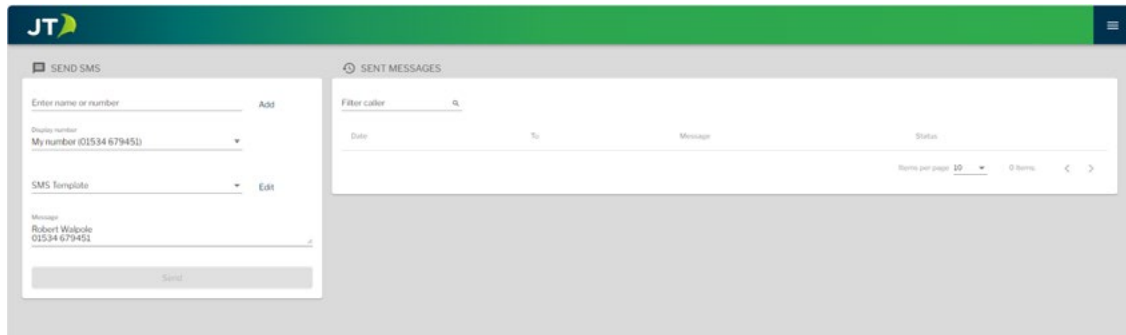 JT
SEND SMS
Enter name or number
Add
Display number
My number (01534 679451)
SMS Template
Edit
Message
Robert Walpole
01534 679451
Send
SENT MESSAGES
Filter caller
Date To Message Status
Items per page 10 0 items